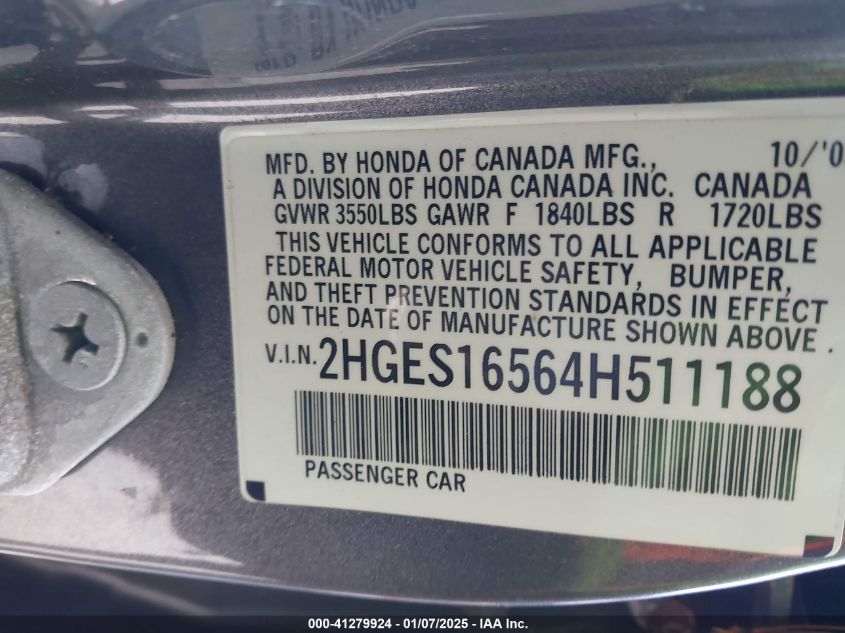 MFD. BY HONDA OF CANADA MFG., 10/'0
A DIVISION OF HONDA CANADA INC. CANADA
GVWR 3550LBS GAWR F 1840LBS R 1720LBS
THIS VEHICLE CONFORMS TO ALL APPLICABLE
FEDERAL MOTOR VEHICLE SAFETY, BUMPER,
AND THEFT PREVENTION STANDARDS IN EFFECT
ON THE DATE OF MANUFACTURE SHOWN ABOVE.
V.I.N. 2HGES16564H511188
PASSENGER CAR
000-41279924 - 01/07/2025 - IAA Inc.